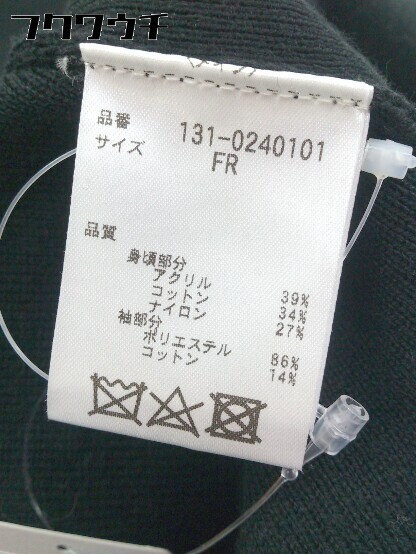 フクワウチ
品番 131-0240101
サイズ FR
品質
身頃部分
アクリル 39%
コットン 34%
ナイロン 27%
袖部分
ポリエステル 86%
コットン 14%